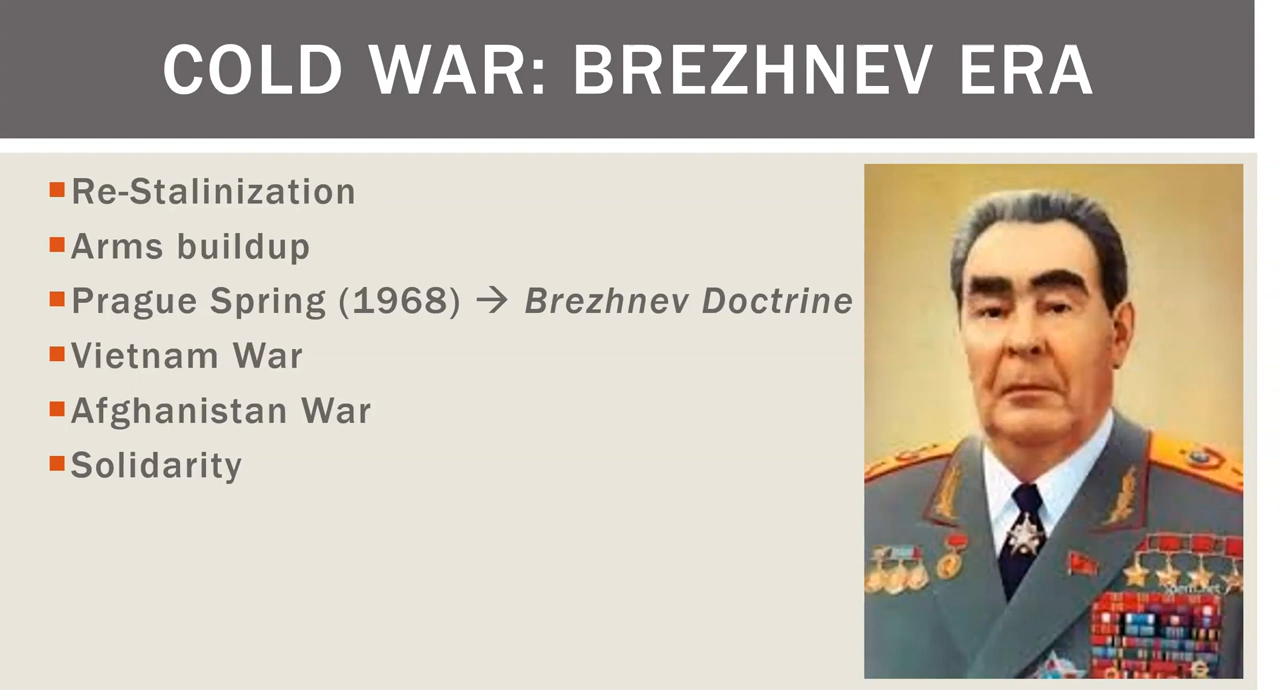 COLD WAR: BREZHNEV ERA
Re-Stalinization
Arms buildup
Prague Spring (1968) → Brezhnev Doctrine
Vietnam War
Afghanistan War
Solidarity